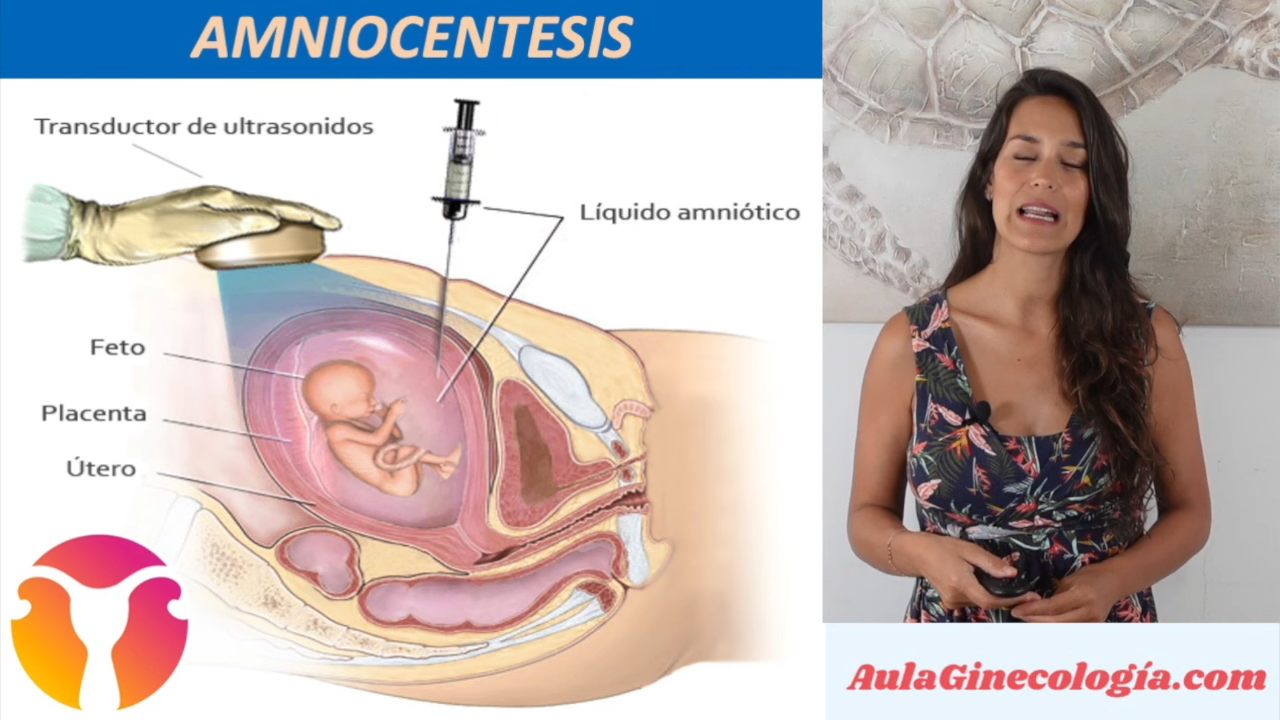 AMNIOCENTESIS
Transductor de ultrasonidos
Líquido amniótico
Feto
Placenta
Útero
AulaGinecología.com